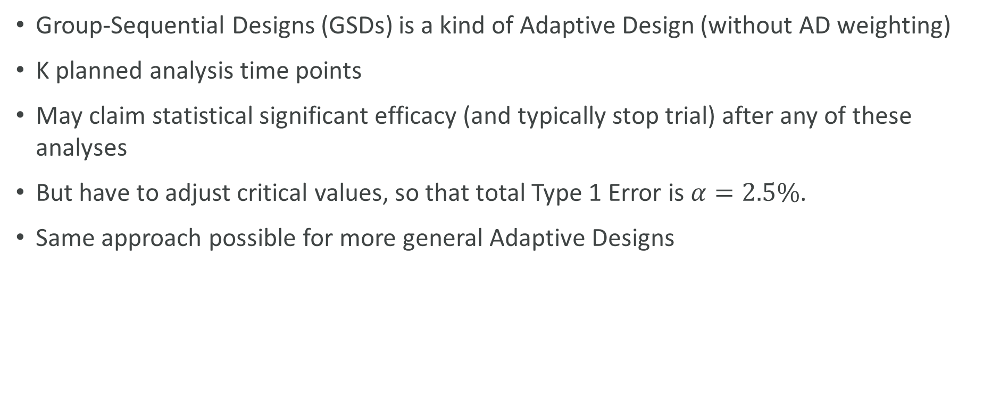 • Group-Sequential Designs (GSDs) is a kind of Adaptive Design (without AD weighting)
• K planned analysis time points
• May claim statistical significant efficacy (and typically stop trial) after any of these
analyses
• But have to adjust critical values, so that total Type 1 Error is α = 2.5%.
• Same approach possible for more general Adaptive Designs